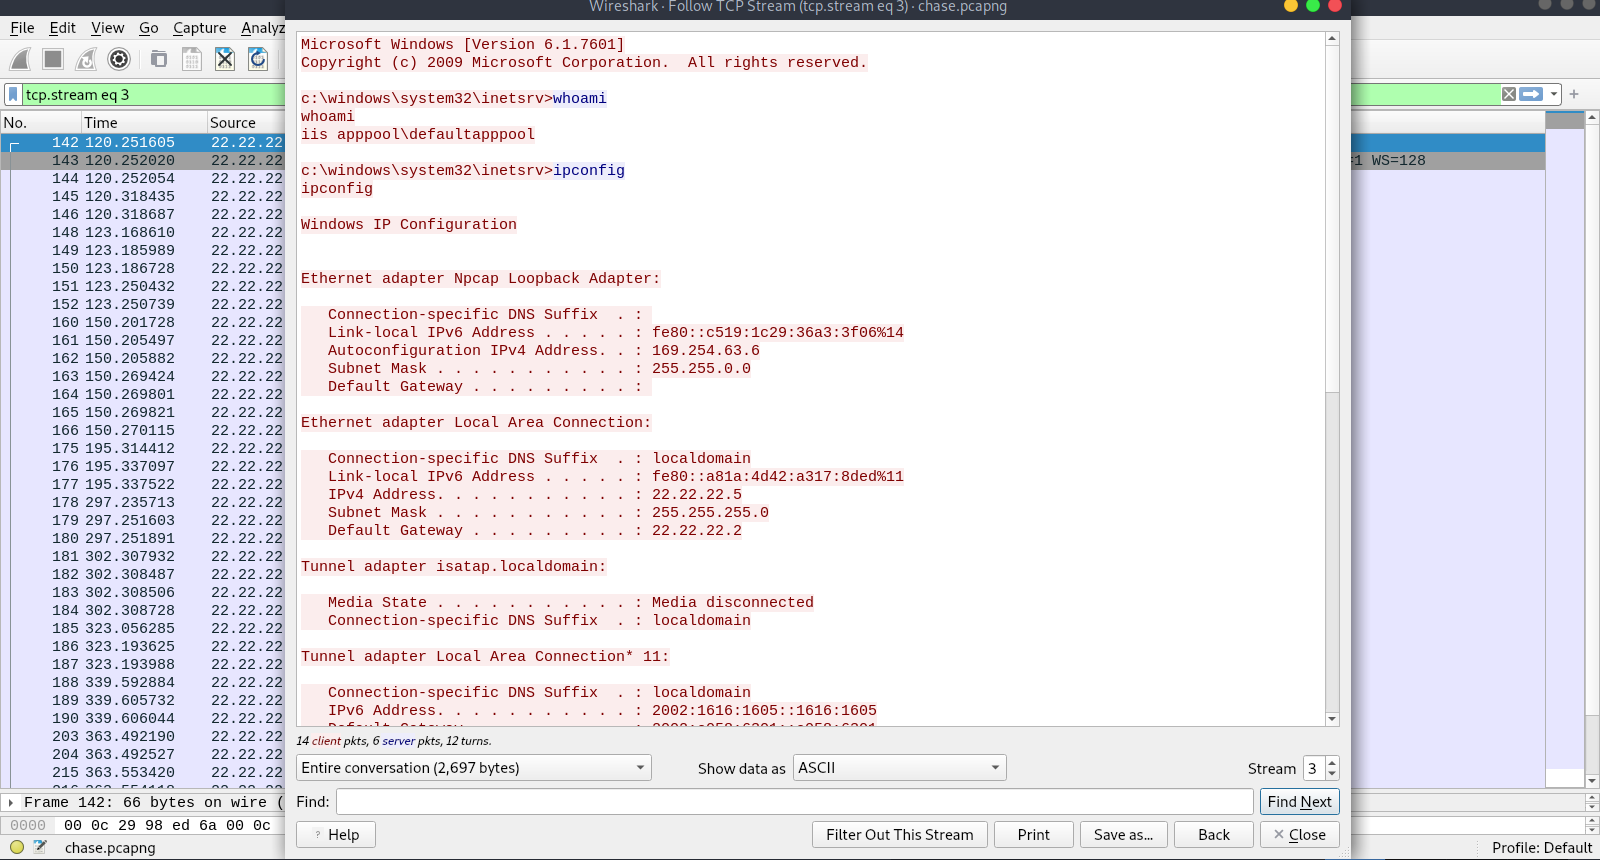 Wireshark · Follow TCP Stream (tcp.stream eq 3) · chase.pcapng
File Edit View Go Capture Analyz
tcp.stream eq 3
No. Time Source
142 120.251605 22.22.22
143 120.252020 22.22.22
=1 WS=128
144 120.252054 22.22.22
145 120.318435 22.22.22
146 120.318687 22.22.22
148 123.168610 22.22.22
149 123.185989 22.22.22
150 123.186728 22.22.22
151 123.250432 22.22.22
152 123.250739 22.22.22
160 150.201728 22.22.22
161 150.205497 22.22.22
162 150.205882 22.22.22
163 150.269424 22.22.22
164 150.269801 22.22.22
165 150.269821 22.22.22
166 150.270115 22.22.22
175 195.314412 22.22.22
176 195.337097 22.22.22
177 195.337522 22.22.22
178 297.235713 22.22.22
179 297.251603 22.22.22
180 297.251891 22.22.22
181 302.307932 22.22.22
182 302.308487 22.22.22
183 302.308506 22.22.22
184 302.308728 22.22.22
185 323.056285 22.22.22
186 323.193625 22.22.22
187 323.193988 22.22.22
188 339.592884 22.22.22
189 339.605732 22.22.22
190 339.606044 22.22.22
203 363.492190 22.22.22
204 363.492527 22.22.22
215 363.553420 22.22.22
Microsoft Windows [Version 6.1.7601]
Copyright (c) 2009 Microsoft Corporation.  All rights reserved.
c:\windows\system32\inetsrv>whoami
whoami
iis apppool\defaultapppool
c:\windows\system32\inetsrv>ipconfig
ipconfig
Windows IP Configuration
Ethernet adapter Npcap Loopback Adapter:
Connection-specific DNS Suffix  . :
Link-local IPv6 Address . . . . . : fe80::c519:1c29:36a3:3f06%14
Autoconfiguration IPv4 Address. . : 169.254.63.6
Subnet Mask . . . . . . . . . . . : 255.255.0.0
Default Gateway . . . . . . . . . :
Ethernet adapter Local Area Connection:
Connection-specific DNS Suffix  . : localdomain
Link-local IPv6 Address . . . . . : fe80::a81a:4d42:a317:8ded%11
IPv4 Address. . . . . . . . . . . : 22.22.22.5
Subnet Mask . . . . . . . . . . . : 255.255.255.0
Default Gateway . . . . . . . . . : 22.22.22.2
Tunnel adapter isatap.localdomain:
Media State . . . . . . . . . . . : Media disconnected
Connection-specific DNS Suffix  . : localdomain
Tunnel adapter Local Area Connection* 11:
Connection-specific DNS Suffix  . : localdomain
IPv6 Address. . . . . . . . . . . : 2002:1616:1605::1616:1605
14 client pkts, 6 server pkts, 12 turns.
Entire conversation (2,697 bytes)
Show data as ASCII
Stream 3
Find:
Find Next
? Help
Filter Out This Stream
Print
Save as...
Back
Close
Frame 142: 66 bytes on wire (
0000 00 0c 29 98 ed 6a 00 0c
chase.pcapng
Profile: Default